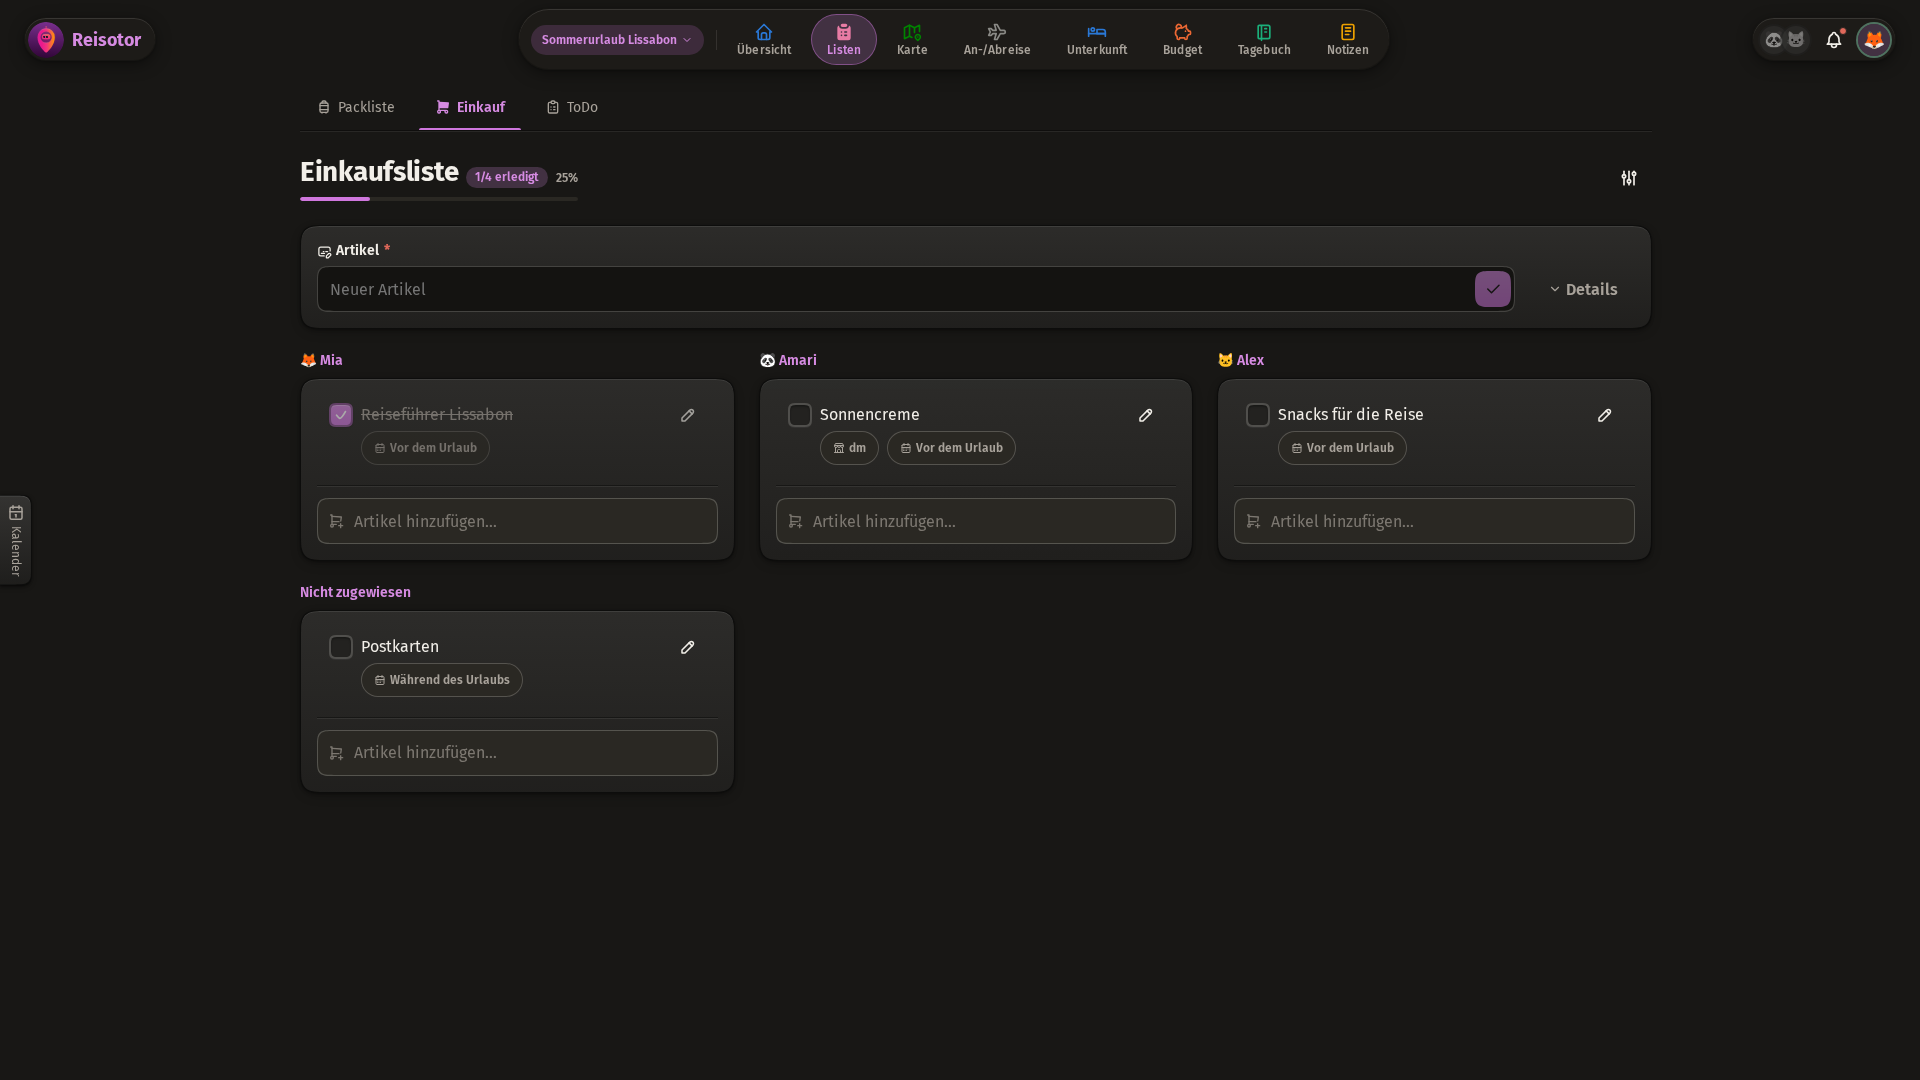 Reisotor
Sommerurlaub Lissabon
Übersicht
Listen
Karte
An-/Abreise
Unterkunft
Budget
Tagebuch
Notizen
Packliste
Einkauf
ToDo
Einkaufsliste
1/4 erledigt
25%
Artikel *
Neuer Artikel
Details
Mia
Reiseführer Lissabon
Vor dem Urlaub
Artikel hinzufügen...
Amari
Sonnencreme
dm
Vor dem Urlaub
Artikel hinzufügen...
Alex
Snacks für die Reise
Vor dem Urlaub
Artikel hinzufügen...
Kalender
Nicht zugewiesen
Postkarten
Während des Urlaubs
Artikel hinzufügen...